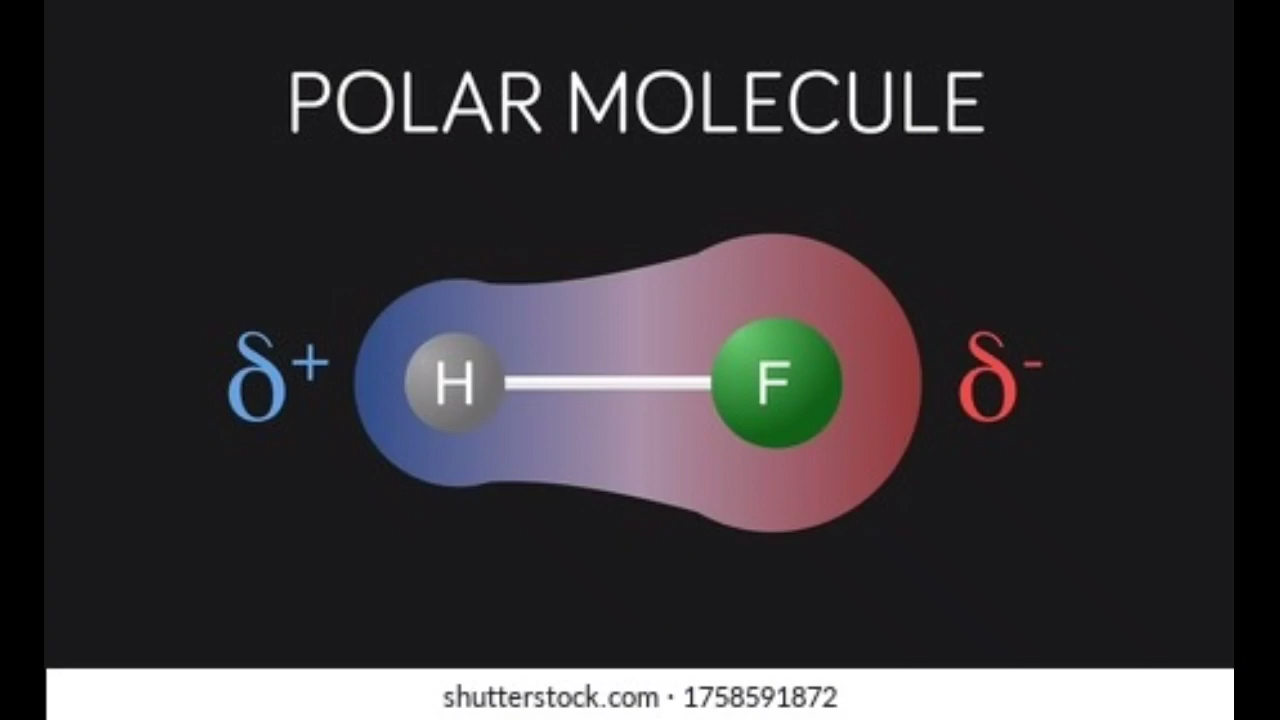 POLAR MOLECULE
δ+ H F δ-
shutterstock.com · 1758591872